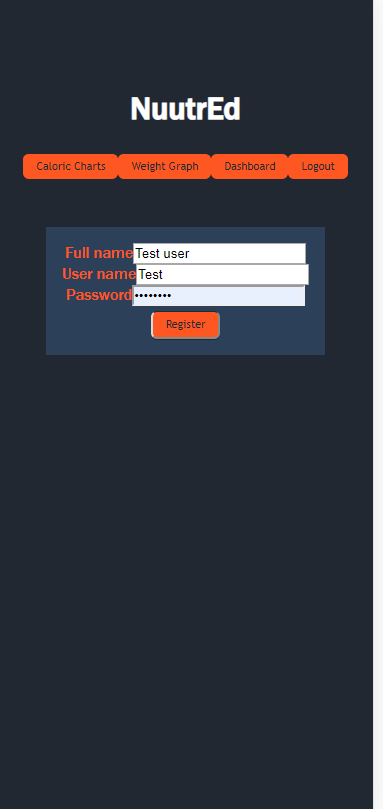 NuutrEd
Caloric Charts Weight Graph Dashboard Logout
Full name Test user
User name Test
Password ••••••••
Register